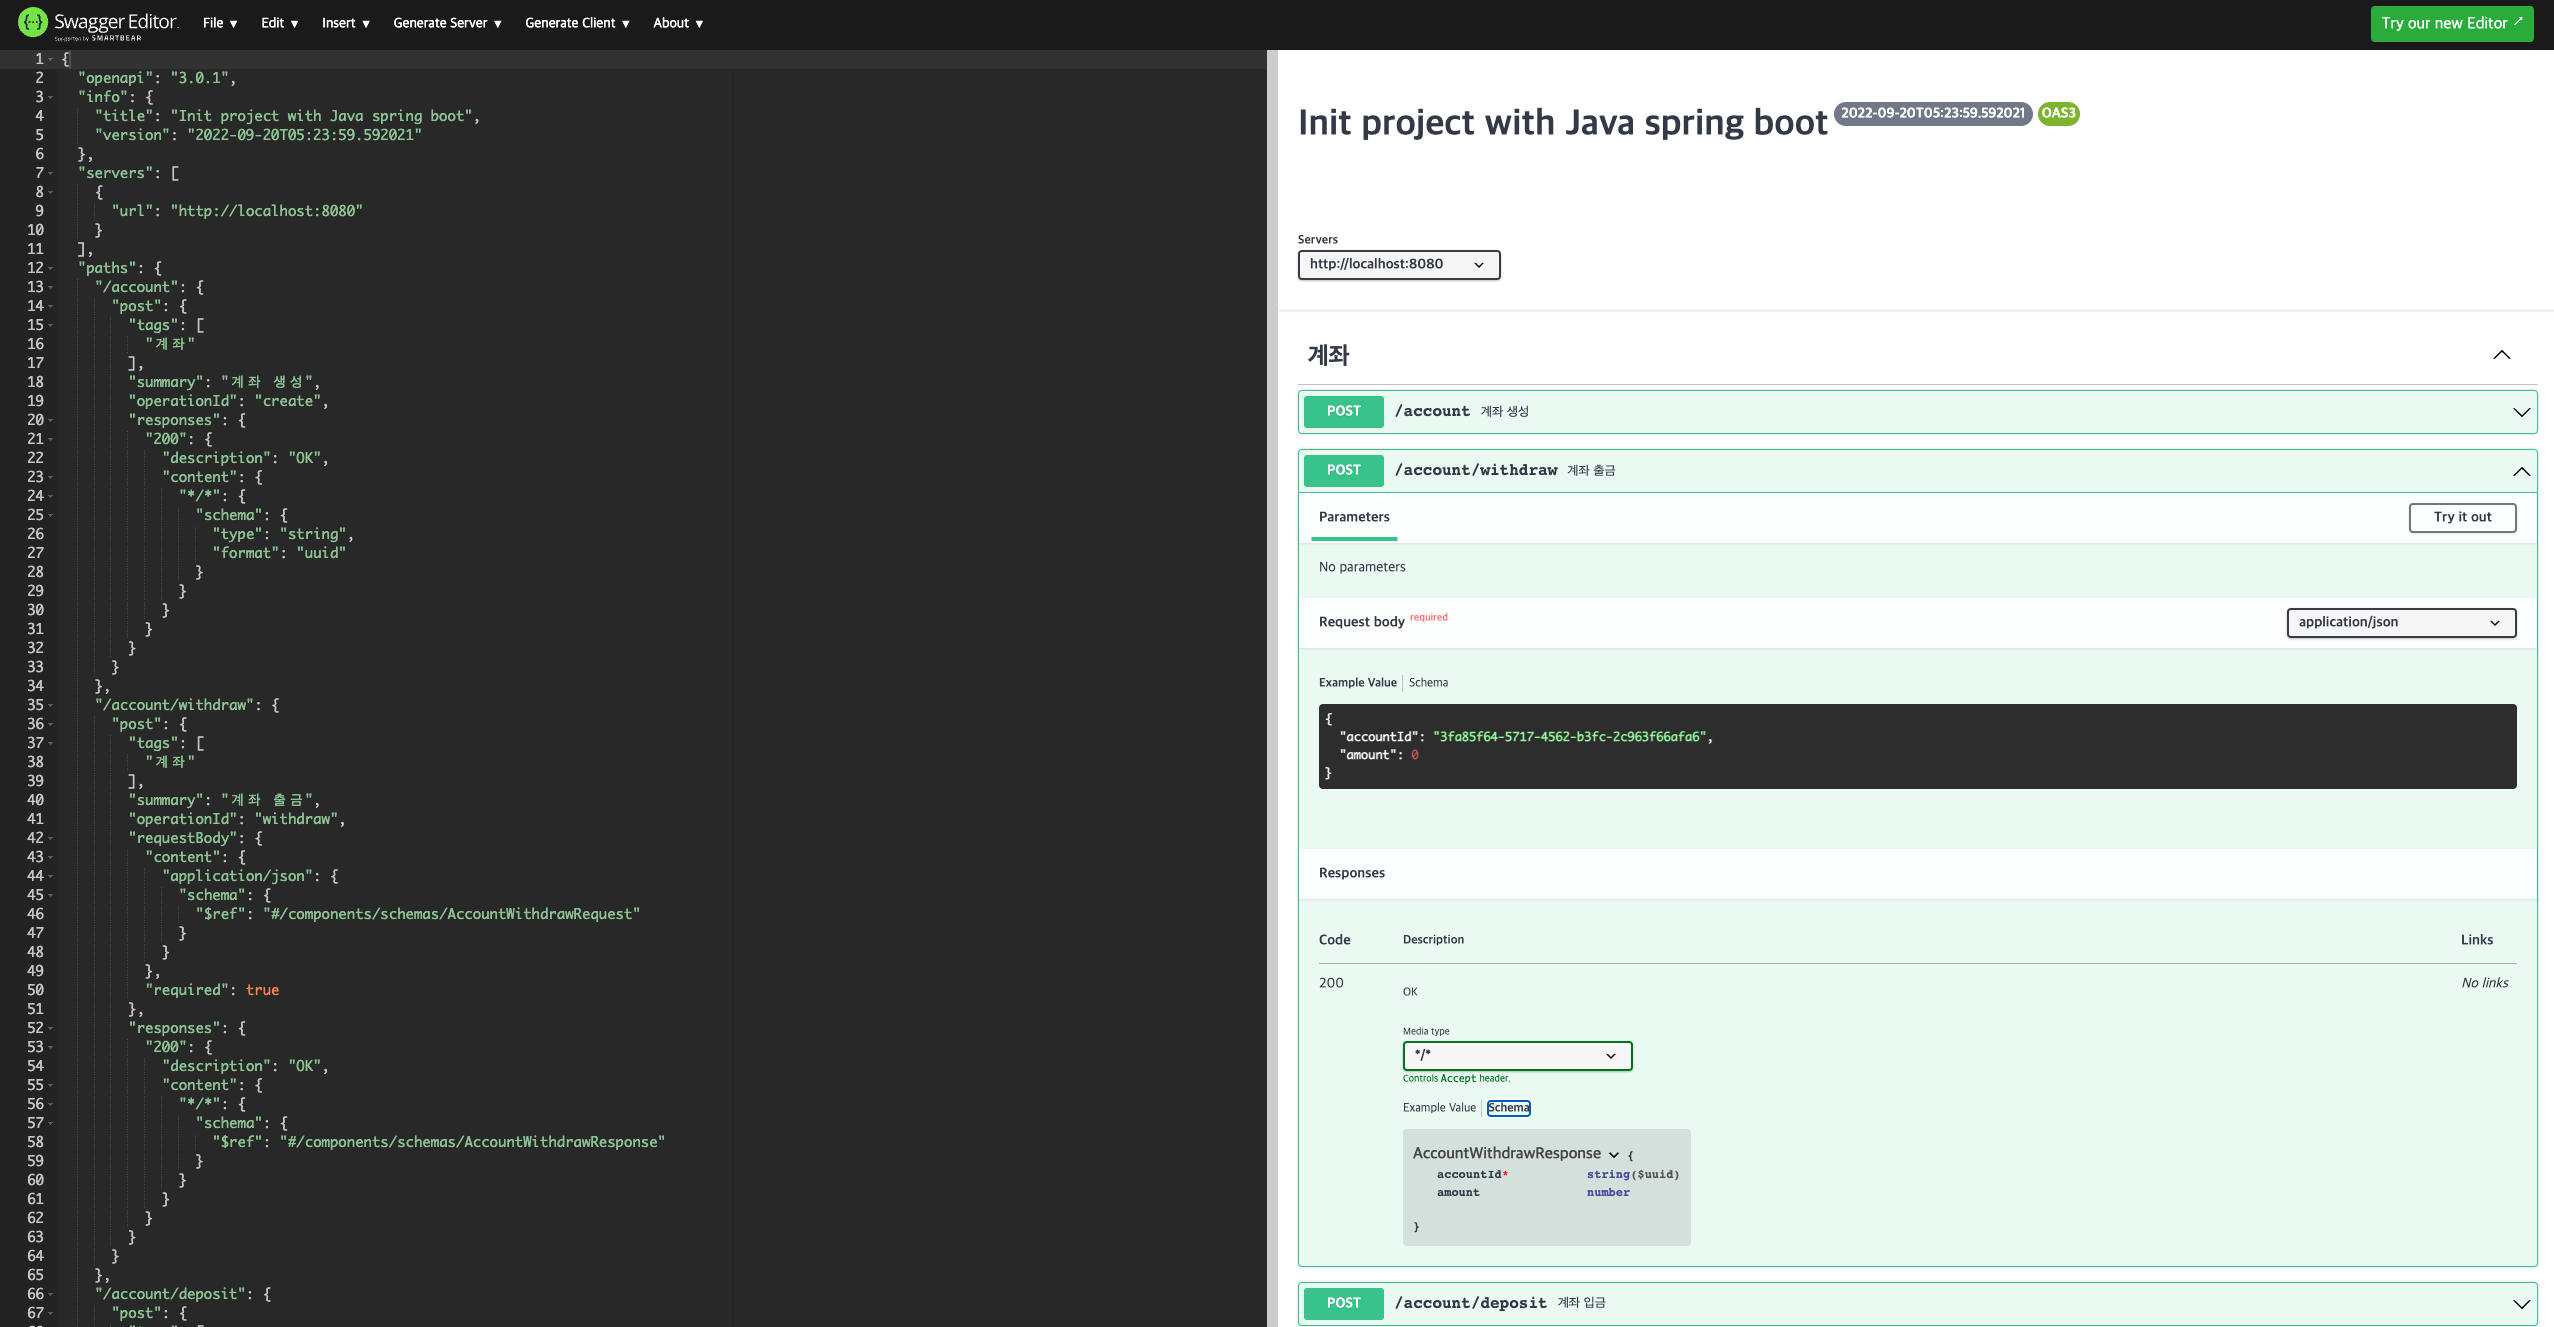 Swagger Editor.
Supported by SMARTBEAR
File ▼ Edit ▼ Insert ▼ Generate Server ▼ Generate Client ▼ About ▼
Try our new Editor ↗
1 {
2 "openapi": "3.0.1",
3 "info": {
4 "title": "Init project with Java spring boot",
5 "version": "2022-09-20T05:23:59.592021"
6 },
7 "servers": [
8 {
9 "url": "http://localhost:8080"
10 }
11 ],
12 "paths": {
13 "/account": {
14 "post": {
15 "tags": [
16 "계좌"
17 ],
18 "summary": "계좌 생성",
19 "operationId": "create",
20 "responses": {
21 "200": {
22 "description": "OK",
23 "content": {
24 "*/*": {
25 "schema": {
26 "type": "string",
27 "format": "uuid"
28 }
29 }
30 }
31 }
32 }
33 }
34 },
35 "/account/withdraw": {
36 "post": {
37 "tags": [
38 "계좌"
39 ],
40 "summary": "계좌 출금",
41 "operationId": "withdraw",
42 "requestBody": {
43 "content": {
44 "application/json": {
45 "schema": {
46 "$ref": "#/components/schemas/AccountWithdrawRequest"
47 }
48 }
49 },
50 "required": true
51 },
52 "responses": {
53 "200": {
54 "description": "OK",
55 "content": {
56 "*/*": {
57 "schema": {
58 "$ref": "#/components/schemas/AccountWithdrawResponse"
59 }
60 }
61 }
62 }
63 }
64 }
65 },
66 "/account/deposit": {
67 "post": {
Init project with Java spring boot 2022-09-20T05:23:59.592021 OAS3
Servers
http://localhost:8080
계좌
POST /account 계좌 생성
POST /account/withdraw 계좌 출금
Parameters Try it out
No parameters
Request body required application/json
Example Value Schema
{
"accountId": "3fa85f64-5717-4562-b3fc-2c963f66afa6",
"amount": 0
}
Responses
Code Description Links
200 OK No links
Media type
*/*
Controls Accept header.
Example Value Schema
AccountWithdrawResponse {
accountId* string($uuid)
amount number
}
POST /account/deposit 계좌 입금